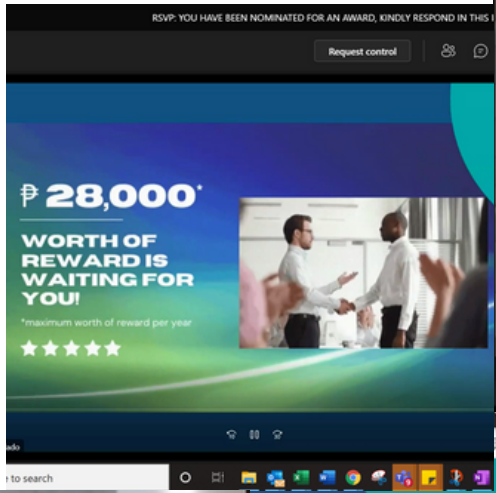 RSVP: YOU HAVE BEEN NOMINATED FOR AN AWARD, KINDLY RESPOND IN THIS
Request control
₱ 28,000*
WORTH OF
REWARD IS
WAITING FOR
YOU!
*maximum worth of reward per year
ado
to search